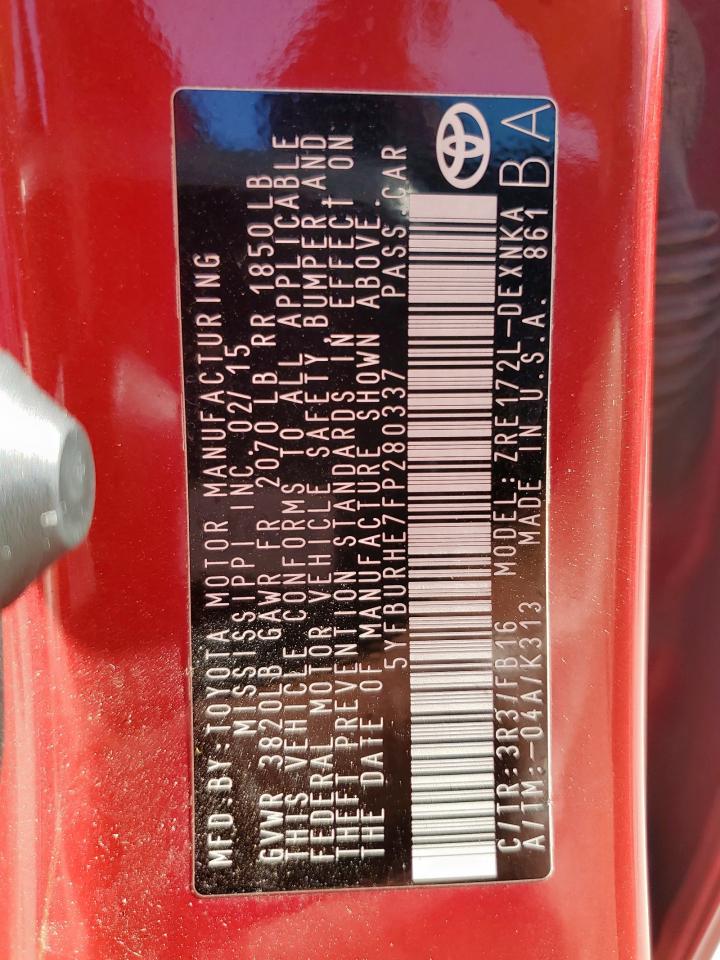 MFD.BY:TOYOTA MOTOR MANUFACTURING
MISSISSIPPI INC.02/15
GVWR 3820LB GAWR FR 2070 LB RR 1850LB
THIS VEHICLE CONFORMS TO ALL APPLICABLE
FEDERAL MOTOR VEHICLE SAFETY,BUMPER,AND
THEFT PREVENTION STANDARDS IN EFFECT ON
THE DATE OF MANUFACTURE SHOWN ABOVE.
5YFBURHE7FP280337 PASS.CAR
C/TR:3R3/FB16 MODEL:ZRE172L-DEXNKA
A/TM:-04A/K313 MADE IN U.S.A. 861
BA